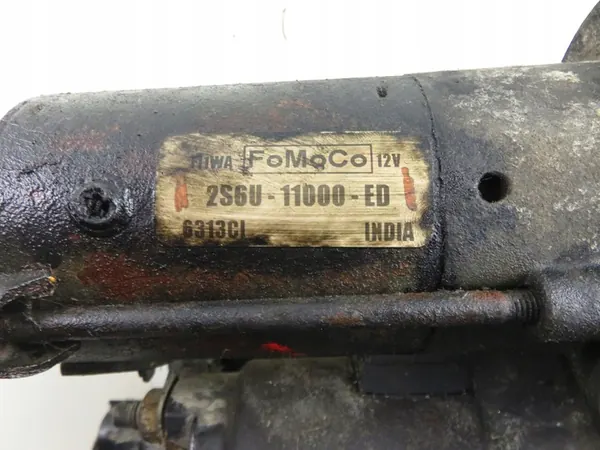 FoMoCo 12V
2S6U - 11000 - ED
6313CI
INDIA